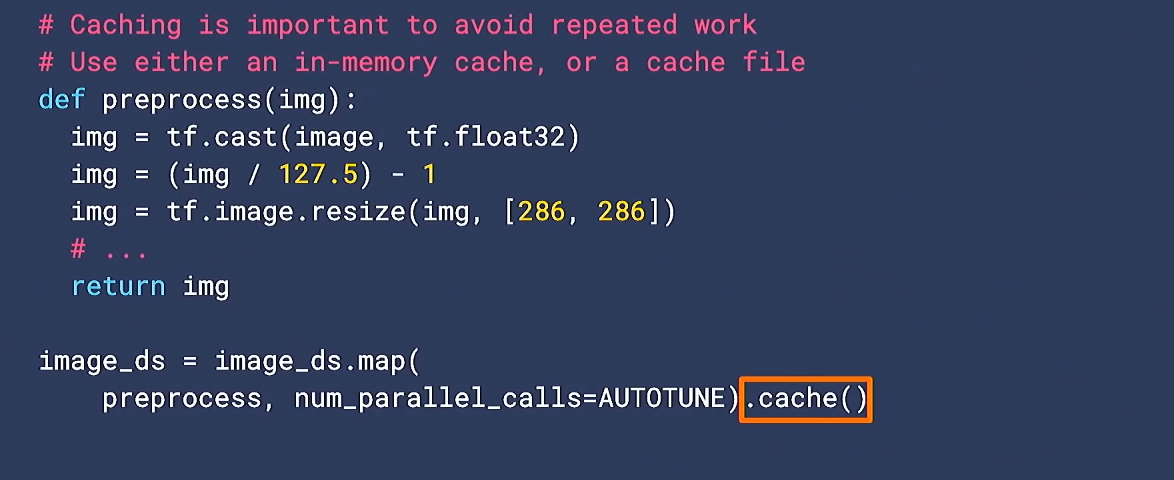 # Caching is important to avoid repeated work
# Use either an in-memory cache, or a cache file
def preprocess(img):
  img = tf.cast(image, tf.float32)
  img = (img / 127.5) - 1
  img = tf.image.resize(img, [286, 286])
  # ...
  return img
image_ds = image_ds.map(
    preprocess, num_parallel_calls=AUTOTUNE).cache()